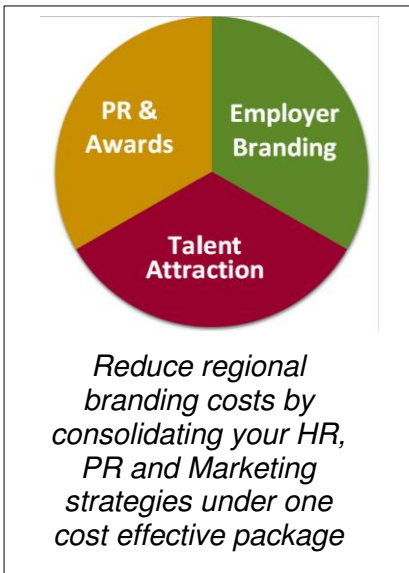 PR &
Awards
Employer
Branding
Talent
Attraction
Reduce regional
branding costs by
consolidating your HR,
PR and Marketing
strategies under one
cost effective package